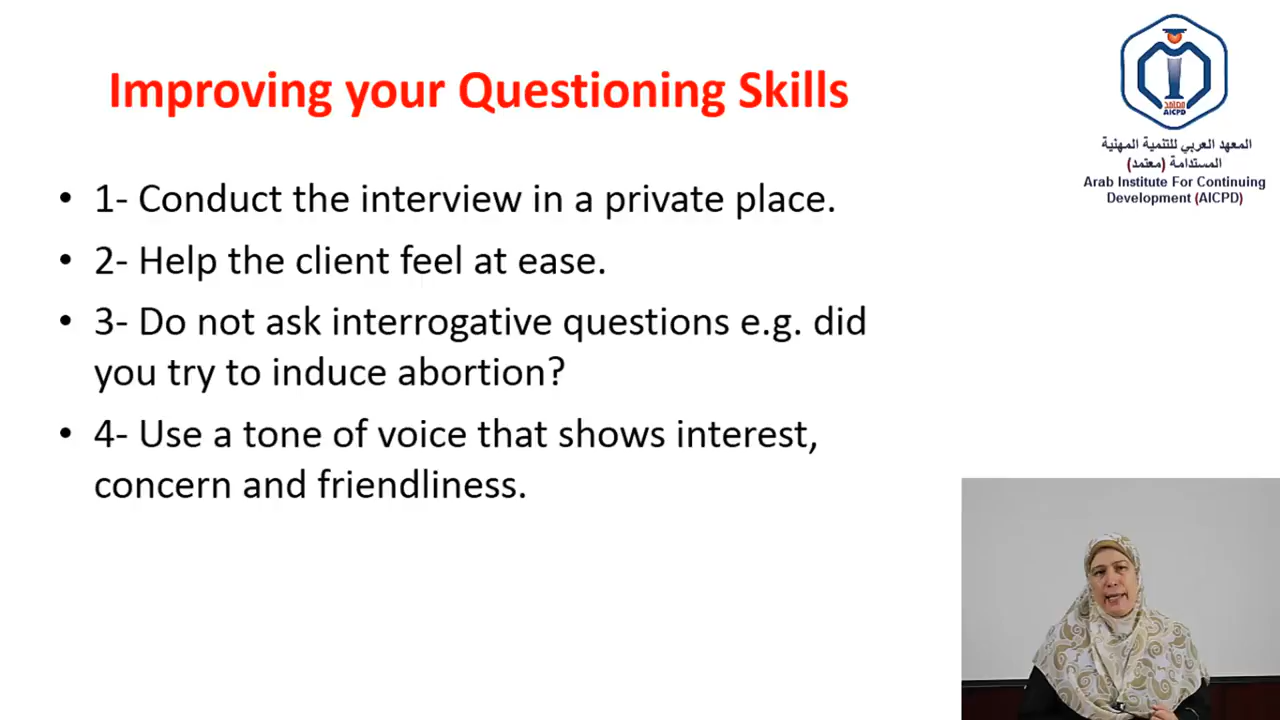 Improving your Questioning Skills
معتمد
AICPD
المعهد العربي للتنمية المهنية
المستدامة (معتمد)
Arab Institute For Continuing
Development (AICPD)
• 1- Conduct the interview in a private place.
• 2- Help the client feel at ease.
• 3- Do not ask interrogative questions e.g. did
you try to induce abortion?
• 4- Use a tone of voice that shows interest,
concern and friendliness.